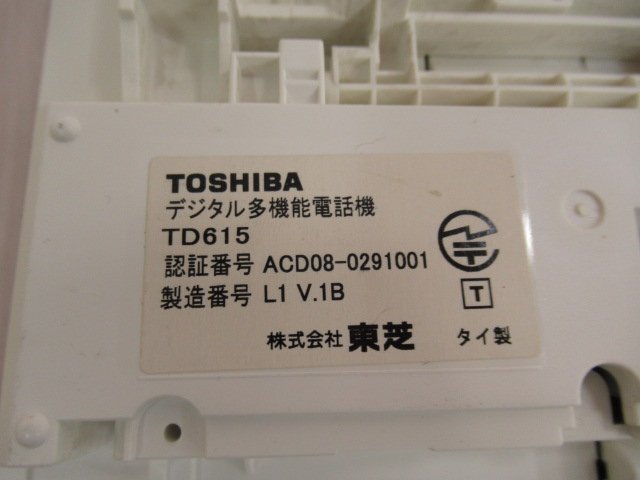 TOSHIBA
デジタル多機能電話機
TD615
認証番号 ACD08-0291001
T
製造番号 L1 V.1B
株式会社 東芝 タイ製